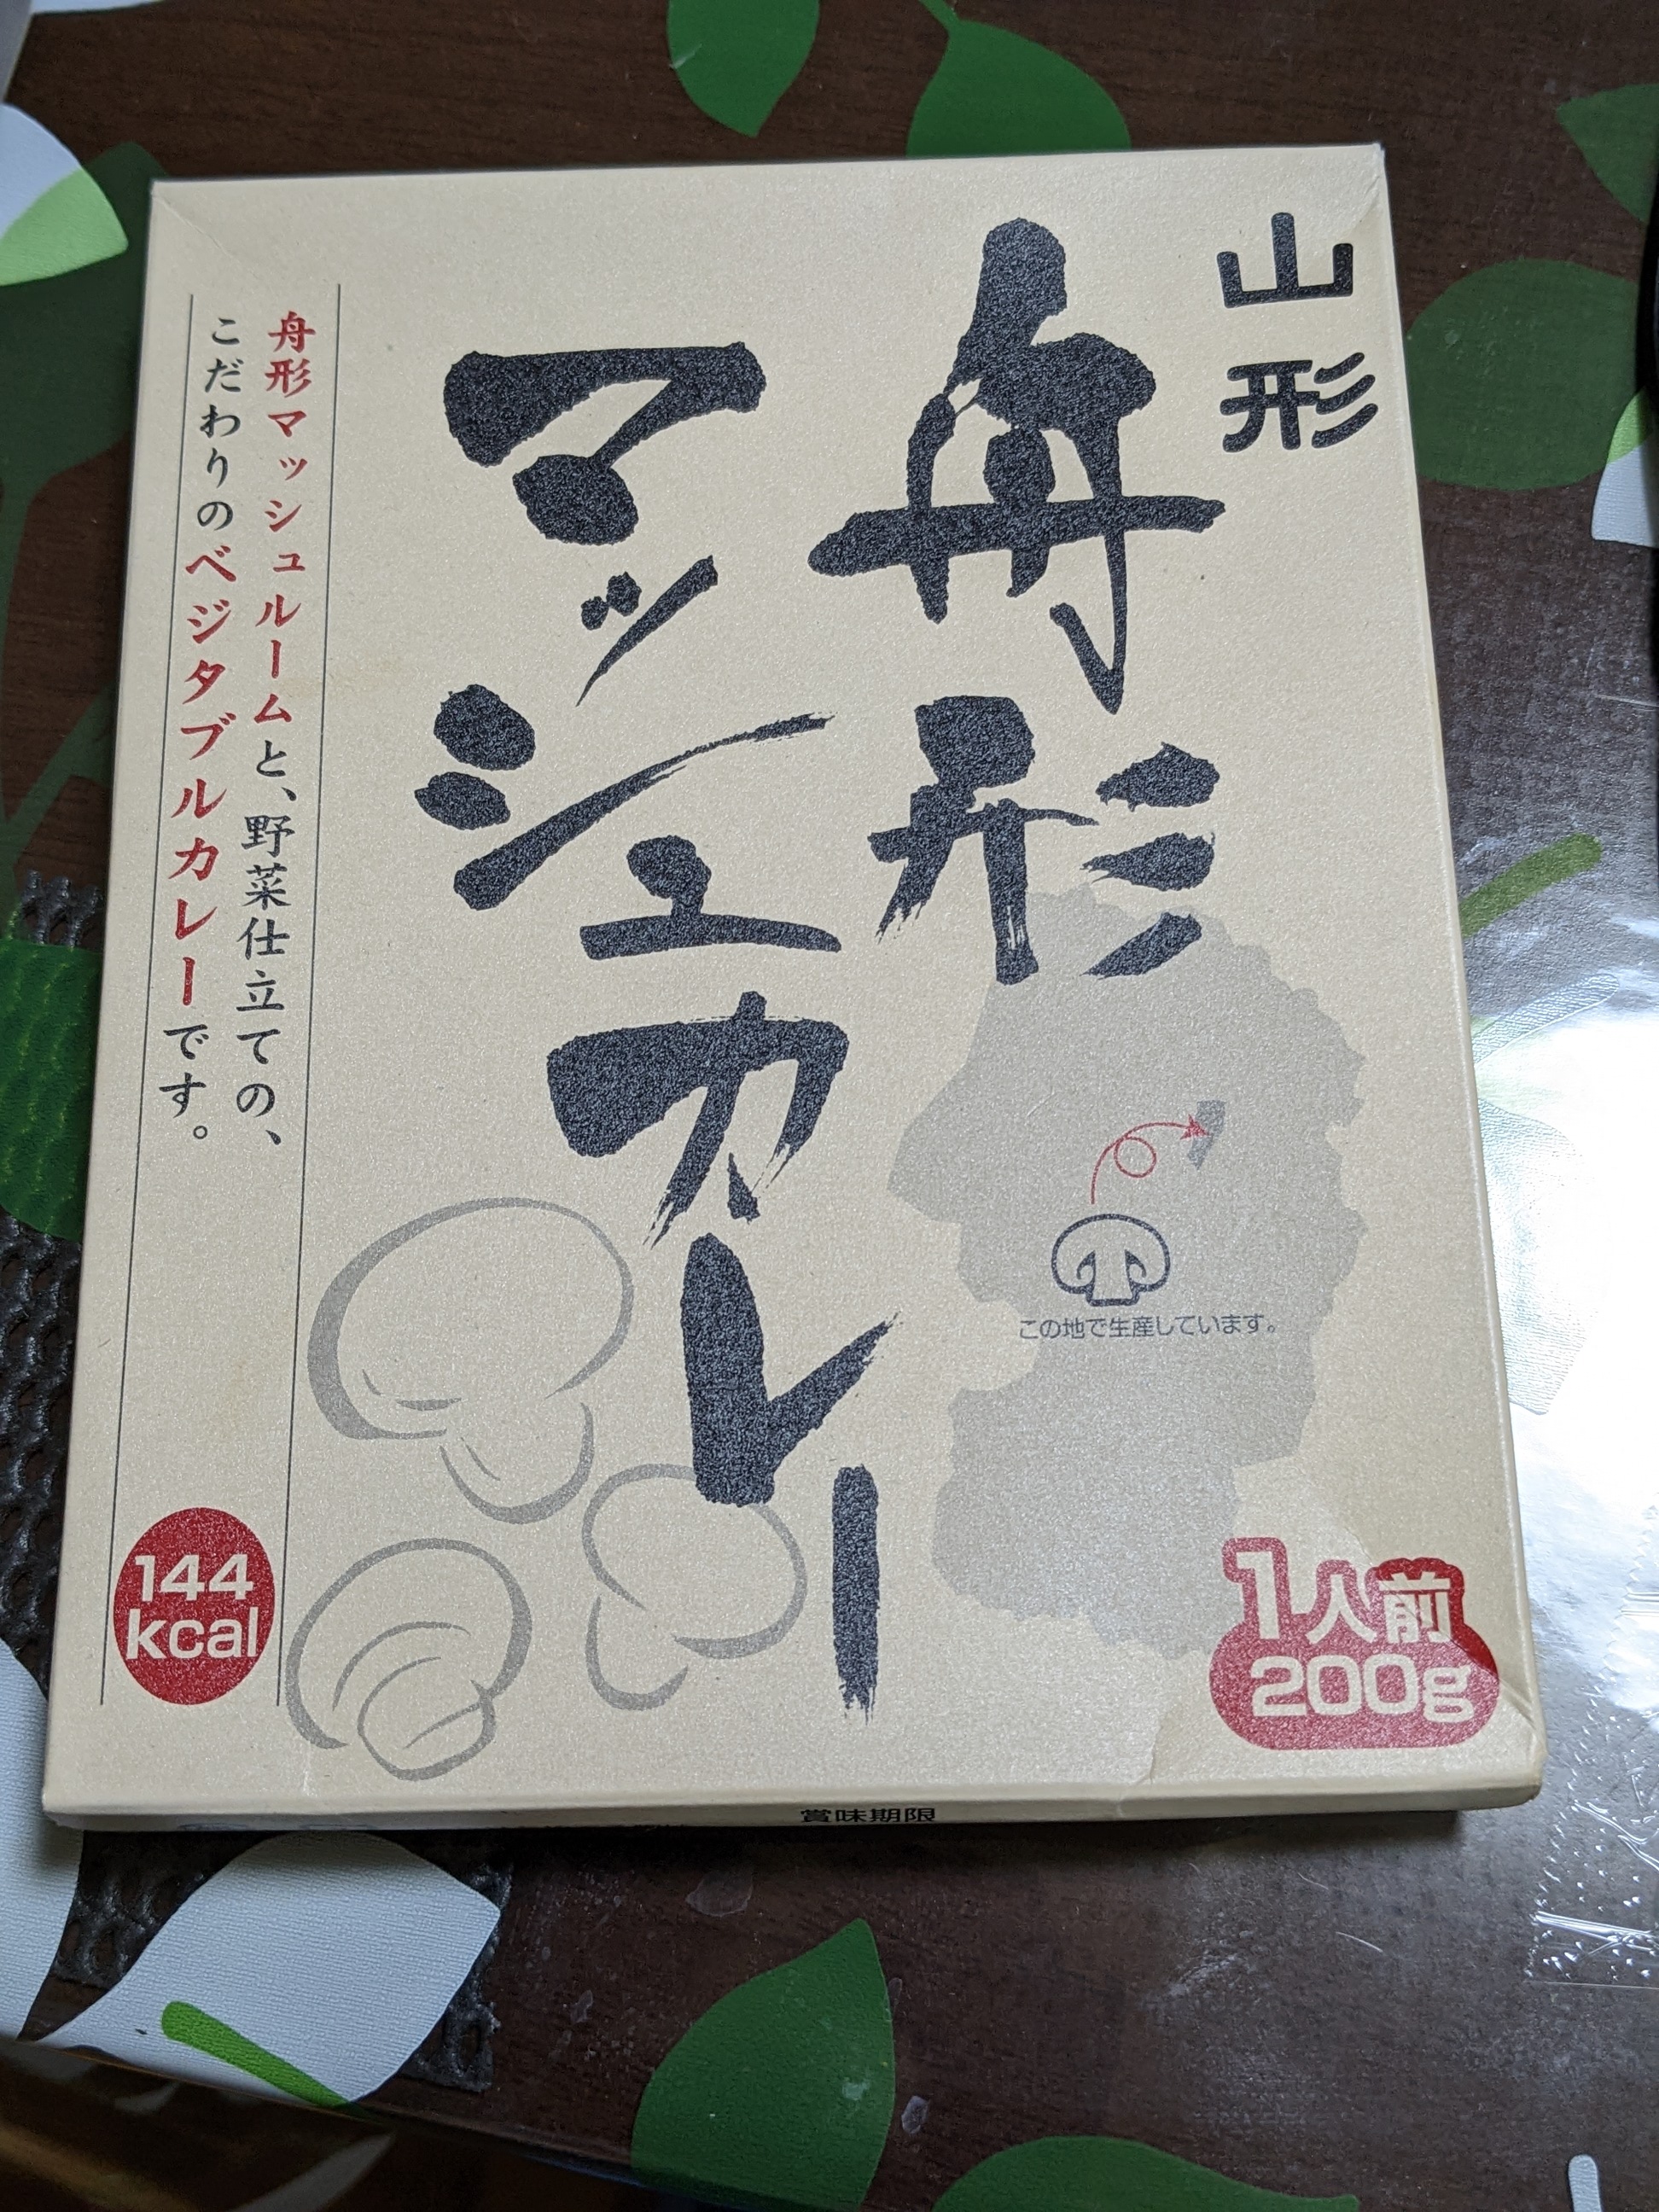 山形
舟形
マッシュカレー
舟形マッシュルームと、野菜仕立ての、
こだわりのベジタブルカレーです。
この地で生産しています。
144
kcal
1人前
200g
賞味期限